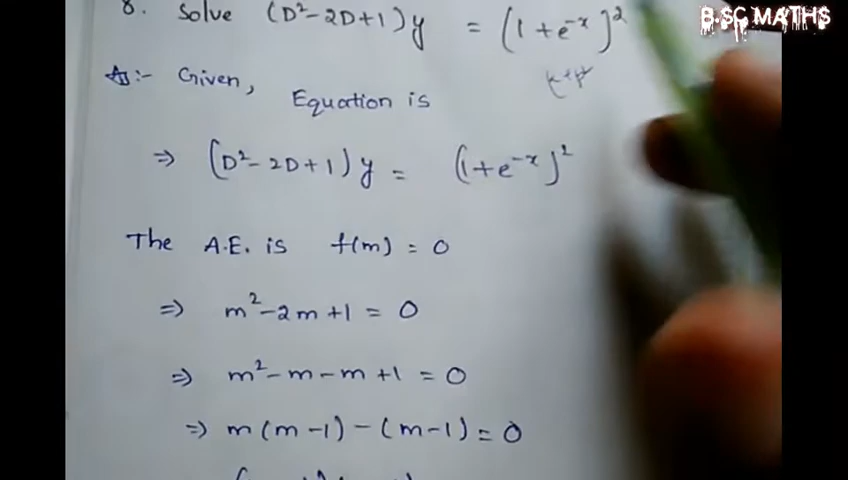 8. Solve (D²-2D+1)y = (1+e⁻ˣ)²
B.SC MATHS
A:- Given,
Equation is
⇒ (D²-2D+1)y = (1+e⁻ˣ)²
The A.E. is f(m) = 0
⇒ m²-2m+1 = 0
⇒ m²-m-m+1 = 0
⇒ m(m-1)-(m-1) = 0